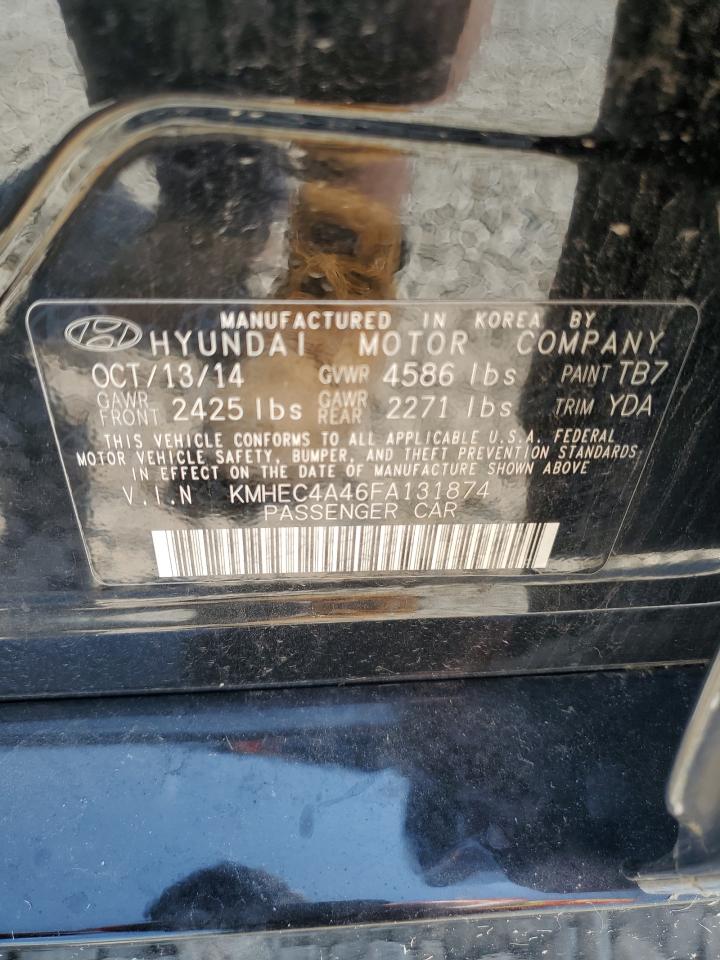 MANUFACTURED IN KOREA BY
HYUNDAI MOTOR COMPANY
OCT/13/14 GVWR 4586 lbs PAINT TB7
GAWR FRONT 2425 lbs GAWR REAR 2271 lbs TRIM YDA
THIS VEHICLE CONFORMS TO ALL APPLICABLE U.S.A. FEDERAL
MOTOR VEHICLE SAFETY, BUMPER, AND THEFT PREVENTION STANDARDS
IN EFFECT ON THE DATE OF MANUFACTURE SHOWN ABOVE
V.I.N KMHEC4A46FA131874
PASSENGER CAR